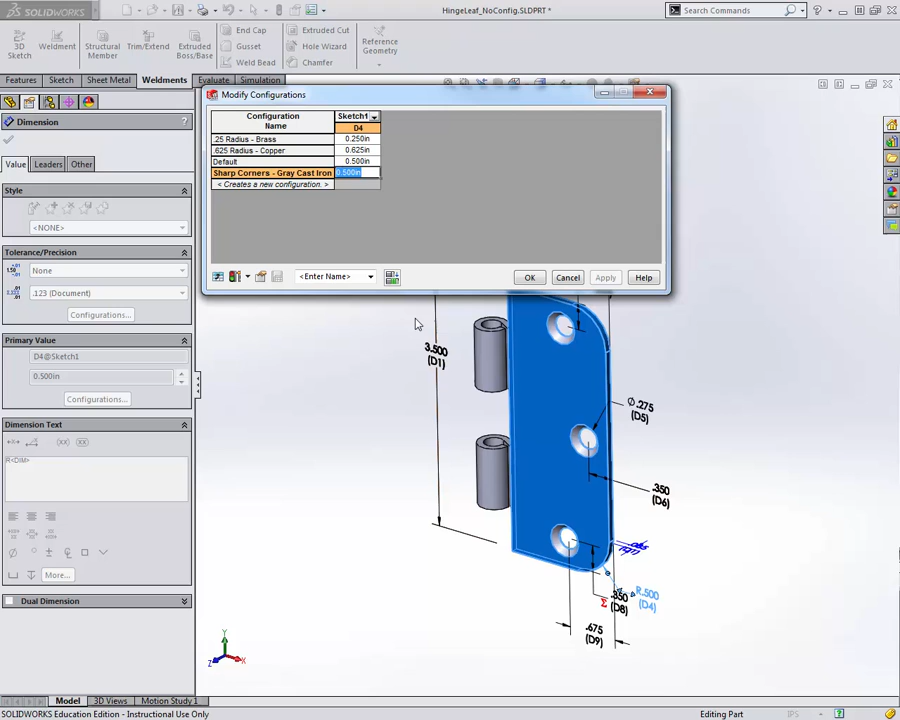 SOLIDWORKS
HingeLeaf_NoConfig.SLDPRT *
Search Commands
3D Sketch
Weldment
Structural Member
Trim/Extend
Extruded Boss/Base
End Cap
Gusset
Weld Bead
Extruded Cut
Hole Wizard
Chamfer
Reference Geometry
Features
Sketch
Sheet Metal
Weldments
Evaluate
Simulation
Modify Configurations
Configuration Name
Sketch1
D4
.25 Radius - Brass
0.250in
.625 Radius - Copper
0.625in
Default
0.500in
Sharp Corners - Gray Cast Iron
0.500in
< Creates a new configuration. >
<Enter Name>
OK
Cancel
Apply
Help
Dimension
Value
Leaders
Other
Style
<NONE>
Tolerance/Precision
None
.123 (Document)
Configurations...
Primary Value
D4@Sketch1
0.500in
Configurations...
Dimension Text
(xx)
R<DIM>
More...
Dual Dimension
3.500
(D1)
Ø.275
(D5)
.350
(D6)
R.500
(D4)
.350
(D8)
Σ
.675
(D9)
Y
Z
X
Model
3D Views
Motion Study 1
SOLIDWORKS Education Edition - Instructional Use Only
Editing Part
IPS